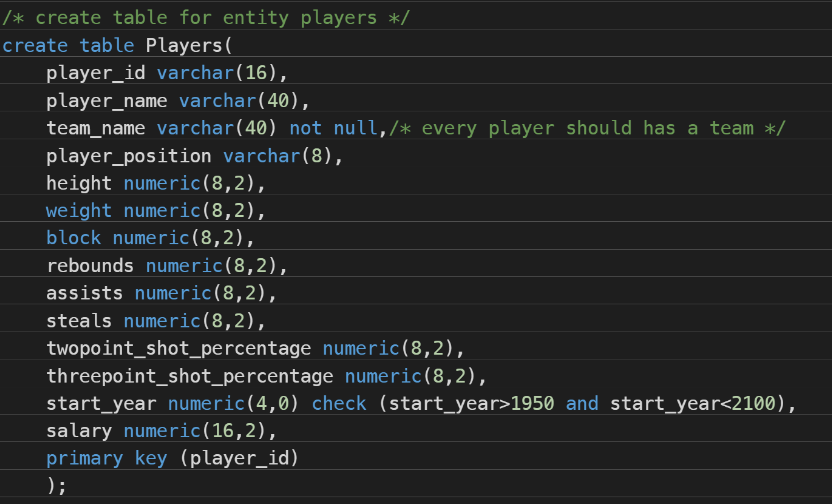 /* create table for entity players */
create table Players(
    player_id varchar(16),
    player_name varchar(40),
    team_name varchar(40) not null,/* every player should has a team */
    player_position varchar(8),
    height numeric(8,2),
    weight numeric(8,2),
    block numeric(8,2),
    rebounds numeric(8,2),
    assists numeric(8,2),
    steals numeric(8,2),
    twopoint_shot_percentage numeric(8,2),
    threepoint_shot_percentage numeric(8,2),
    start_year numeric(4,0) check (start_year>1950 and start_year<2100),
    salary numeric(16,2),
    primary key (player_id)
    );